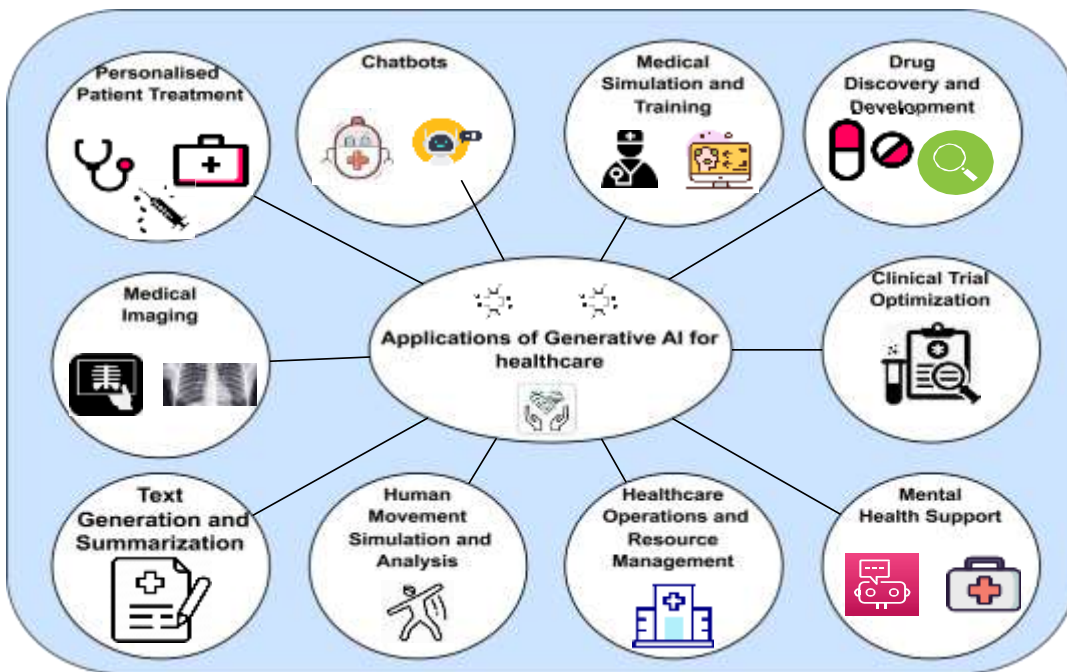 Personalised
Patient Treatment
Chatbots
Medical
Simulation and
Training
Drug
Discovery and
Development
Medical
Imaging
Applications of Generative AI for
healthcare
Clinical Trial
Optimization
Text
Generation and
Summarization
Human
Movement
Simulation and
Analysis
Healthcare
Operations and
Resource
Management
Mental
Health Support